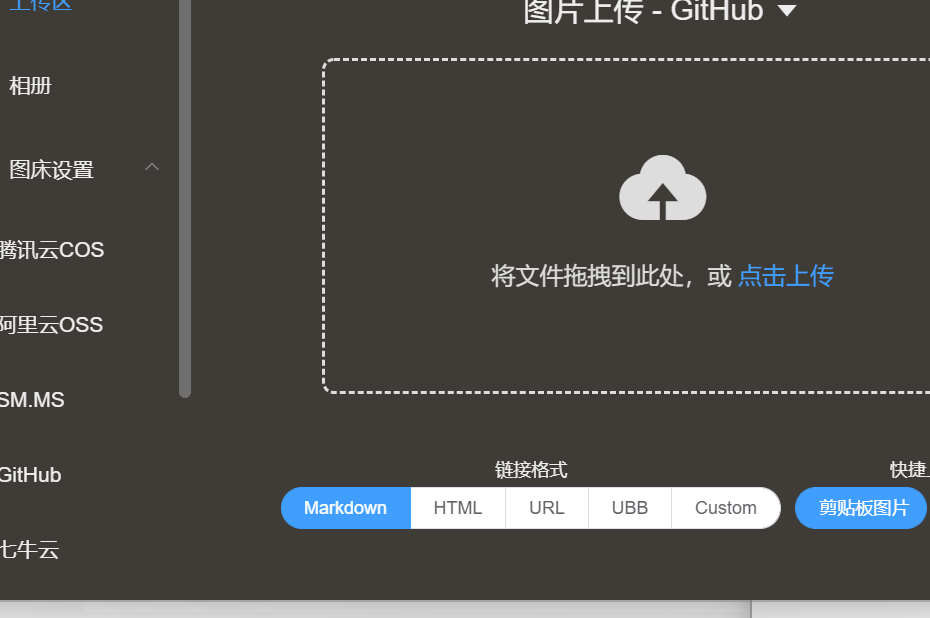 上传区
图片上传 - GitHub
相册
图床设置
腾讯云COS
将文件拖拽到此处，或 点击上传
阿里云OSS
SM.MS
链接格式
快捷
GitHub
Markdown
HTML
URL
UBB
Custom
剪贴板图片
七牛云